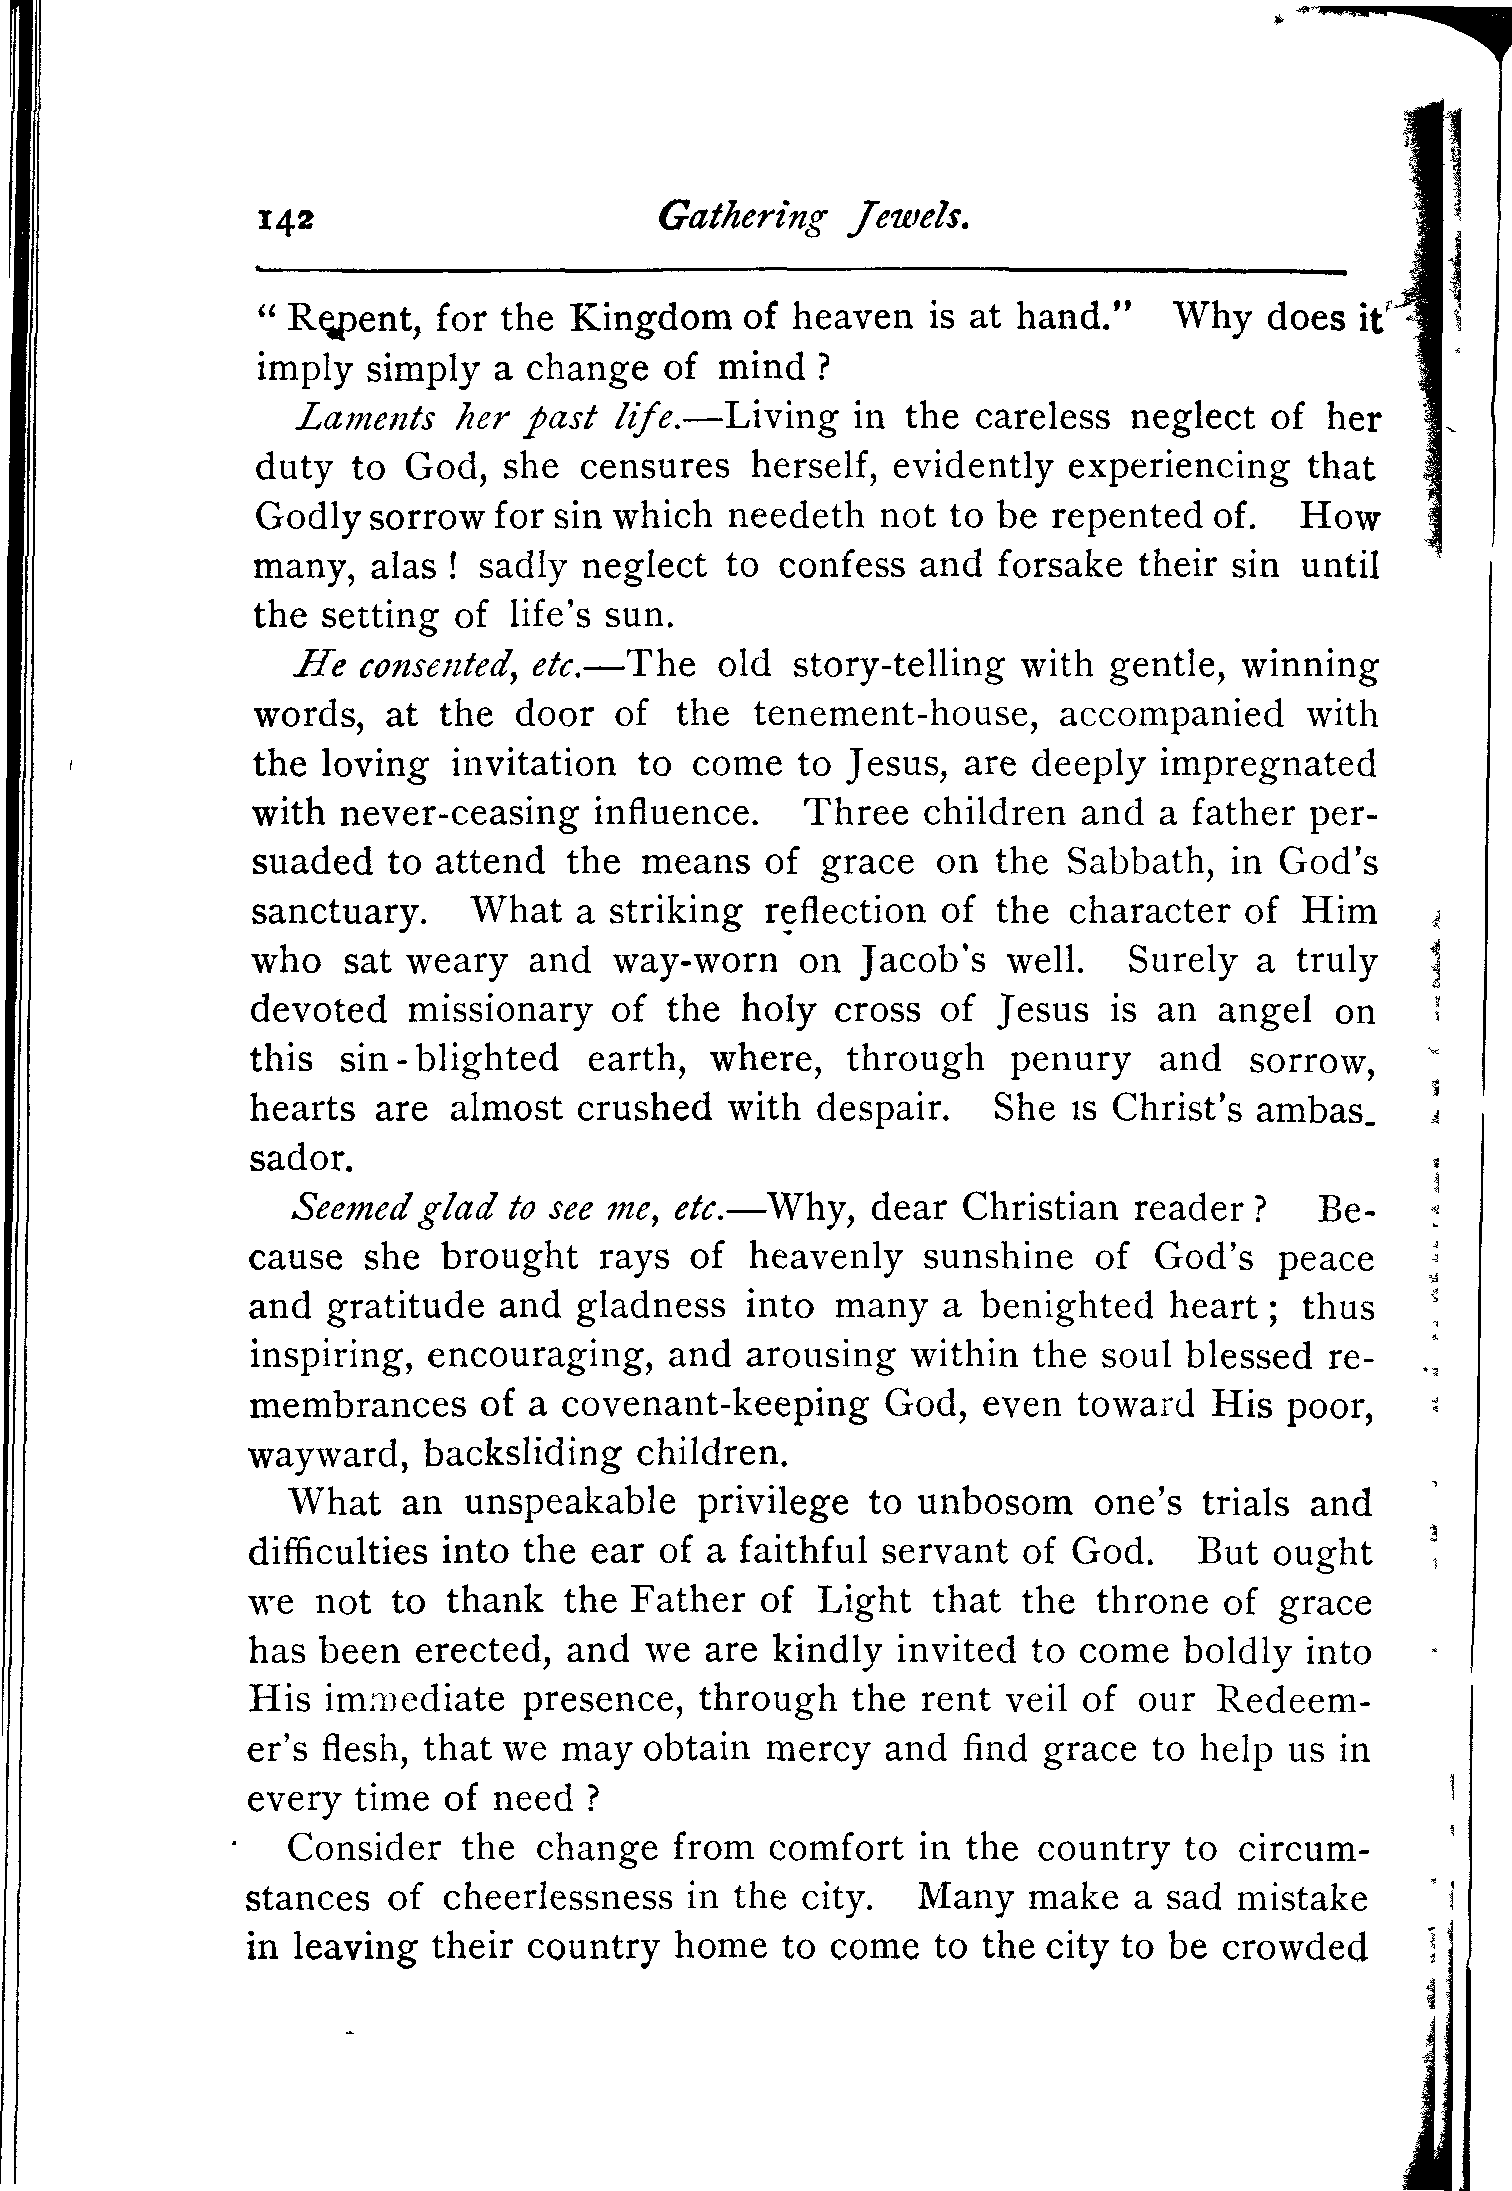 142 Gathering Jewels.
“ Repent, for the Kingdom of heaven is at hand.” Why does it
imply simply a change of mind ?
Laments her past life.—Living in the careless neglect of her
duty to God, she censures herself, evidently experiencing that
Godly sorrow for sin which needeth not to be repented of. How
many, alas ! sadly neglect to confess and forsake their sin until
the setting of life's sun.
He consented, etc.—The old story-telling with gentle, winning
words, at the door of the tenement-house, accompanied with
the loving invitation to come to Jesus, are deeply impregnated
with never-ceasing influence. Three children and a father per-
suaded to attend the means of grace on the Sabbath, in God's
sanctuary. What a striking reflection of the character of Him
who sat weary and way-worn on Jacob's well. Surely a truly
devoted missionary of the holy cross of Jesus is an angel on
this sin-blighted earth, where, through penury and sorrow,
hearts are almost crushed with despair. She is Christ's ambas-
sador.
Seemed glad to see me, etc.—Why, dear Christian reader ? Be-
cause she brought rays of heavenly sunshine of God's peace
and gratitude and gladness into many a benighted heart ; thus
inspiring, encouraging, and arousing within the soul blessed re-
membrances of a covenant-keeping God, even toward His poor,
wayward, backsliding children.
What an unspeakable privilege to unbosom one's trials and
difficulties into the ear of a faithful servant of God. But ought
we not to thank the Father of Light that the throne of grace
has been erected, and we are kindly invited to come boldly into
His immediate presence, through the rent veil of our Redeem-
er's flesh, that we may obtain mercy and find grace to help us in
every time of need ?
Consider the change from comfort in the country to circum-
stances of cheerlessness in the city. Many make a sad mistake
in leaving their country home to come to the city to be crowded